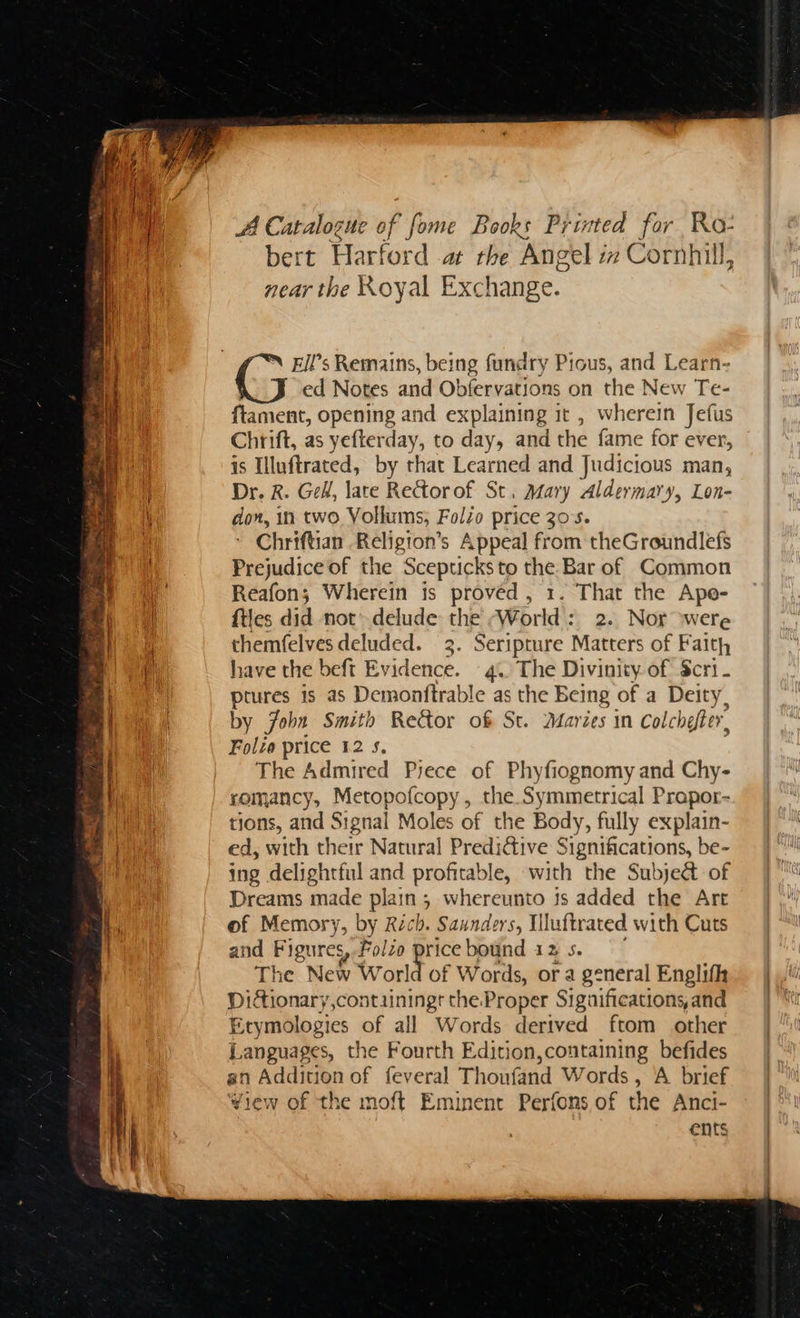 A Catalogue of ſome Books Printed for Ro-
bert Harford at the Angel in Cornhill,
near the Royal Exchange.
GEll's Remains, being ſundry Pious, and Learn-
ed Notes and Obſervations on the New Te-
ſtament, opening and explaining it , wherein Jeſus
Chriſt, as yeſterday, to day, and the ſame for ever,
is Illuſtrated, by that Learned and Judicious man,
Dr. R. Gell, late Rector of St. Mary Aldermary, Lon-
don, in two Vollums, Folio price 30 s.
Chriſtian Religion's Appeal from the Groundleſs
Prejudice of the Scepticks to the Bar of Common
Reaſon; Wherein is proved , 1. That the Apo-
ſtles did not delude the World : 2. Nor were
themſelves deluded. 3. Scripture Matters of Faith
have the beſt Evidence. 4. The Divinity of Scri-
ptures is as Demonſtrable as the Being of a Deity,
by John Smith Rector of St. Maries in Colcheſter,
Folio price 12 s.
The Admired Piece of Phyſiognomy and Chy-
romancy, Metopoſcopy , the Symmetrical Propor-
tions, and Signal Moles of the Body, fully explain-
ed, with their Natural Predictive Significations, be-
ing delightful and profitable, with the Subject of
Dreams made plain ; whereunto is added the Art
of Memory, by Rich. Saunders, Illuſtrated with Cuts
and Figures, Folio price bound 12 s.
The New World of Words, or a general Engliſh
Dictionary,containingr the Proper Significations,and
Etymologies of all Words derived from other
Languages, the Fourth Edition,containing beſides
an Addition of ſeveral Thouſand Words , A brief
View of the moſt Eminent Perſons of the Anci-
ents